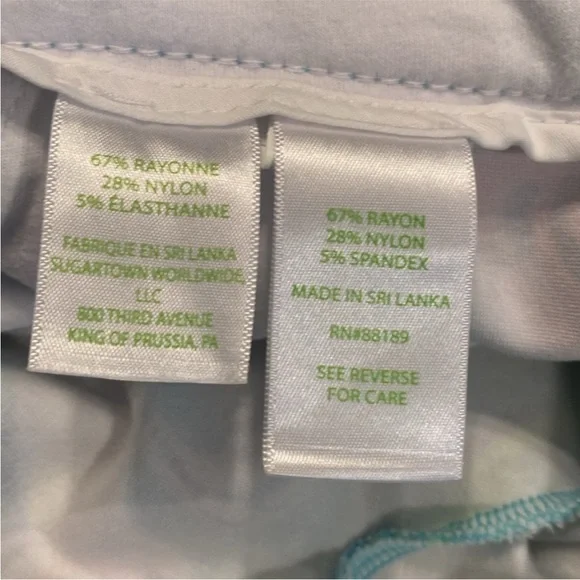 67% RAYONNE
28% NYLON
5% ÉLASTHANNE
FABRIQUE EN SRI LANKA
SUGARTOWN WORLDWIDE,
LLC
800 THIRD AVENUE
KING OF PRUSSIA, PA
67% RAYON
28% NYLON
5% SPANDEX
MADE IN SRI LANKA
RN#88189
SEE REVERSE
FOR CARE